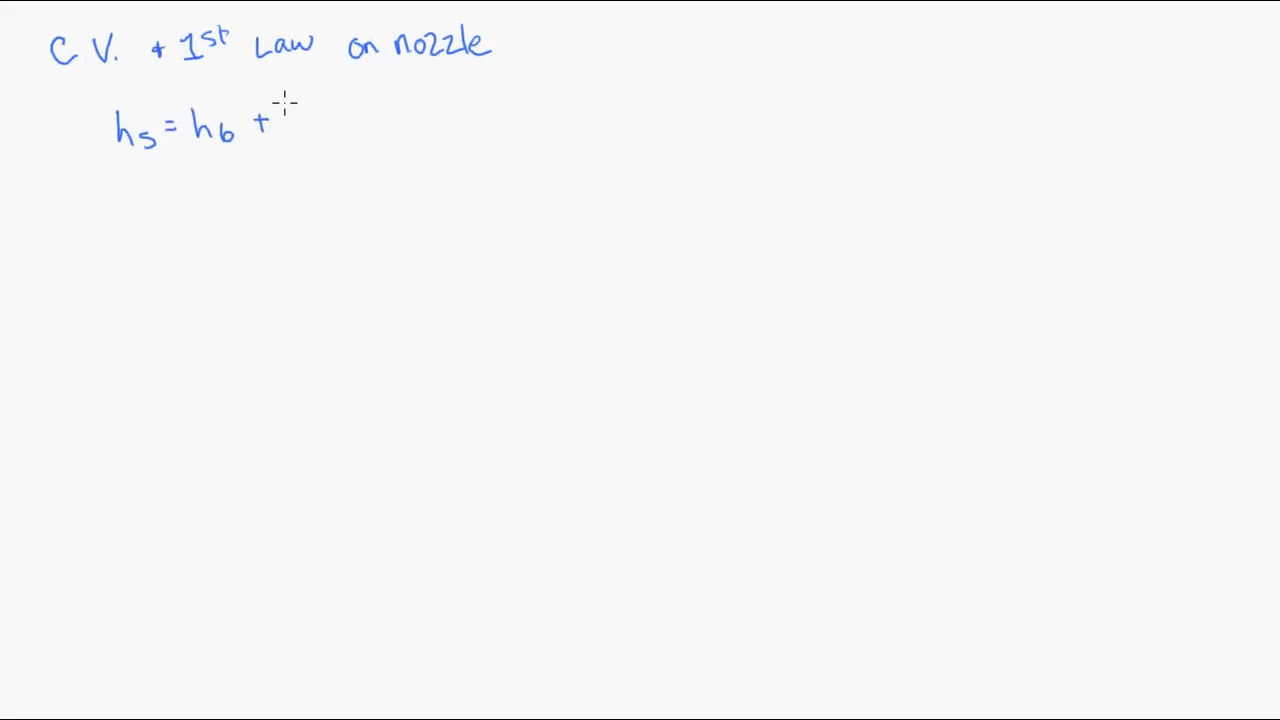 C.V. + 1st Law on nozzle
h5 = h6 +